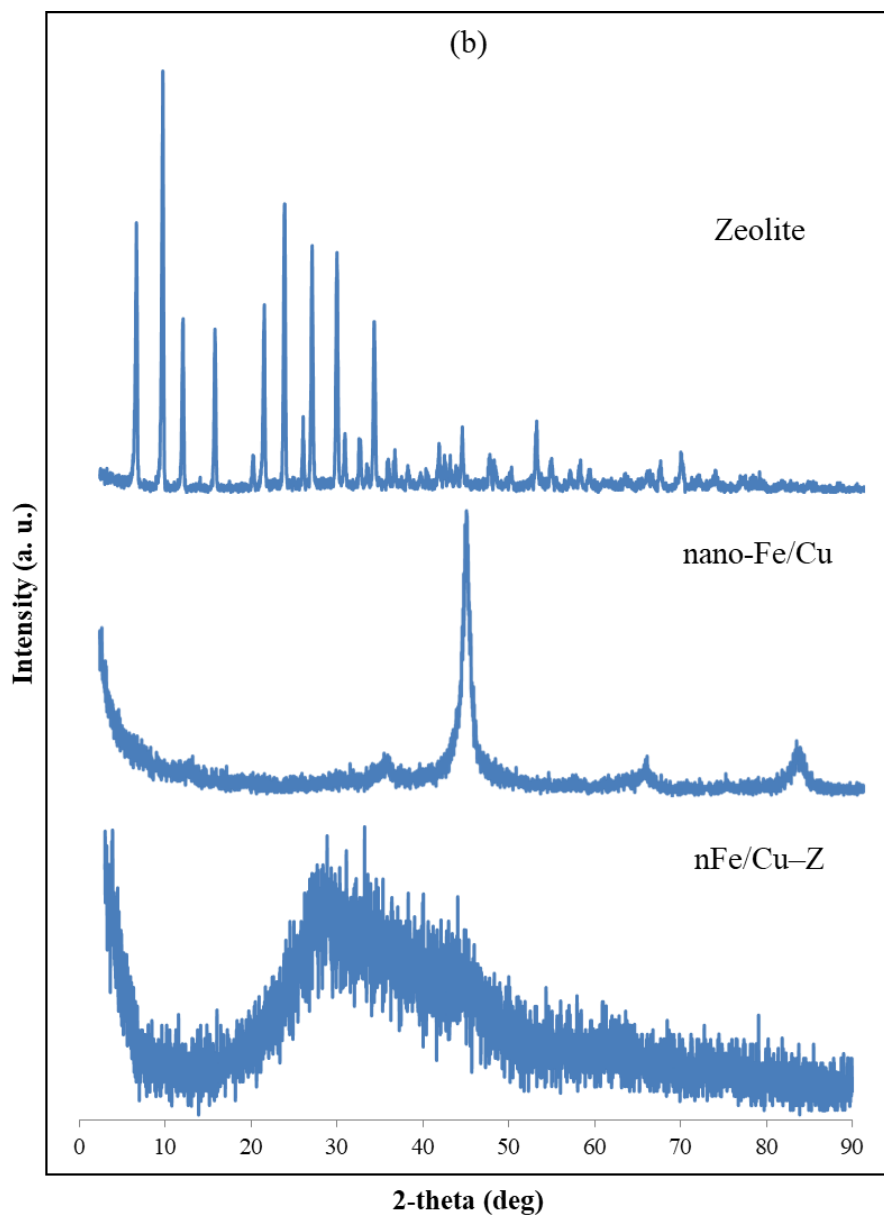 (b)
Zeolite
nano-Fe/Cu
nFe/Cu–Z
Intensity (a. u.)
0 10 20 30 40 50 60 70 80 90
2-theta (deg)